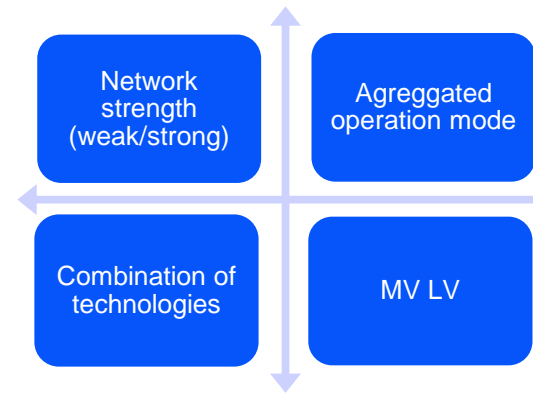 Network
strength
(weak/strong)
Agreggated
operation mode
Combination of
technologies
MV LV